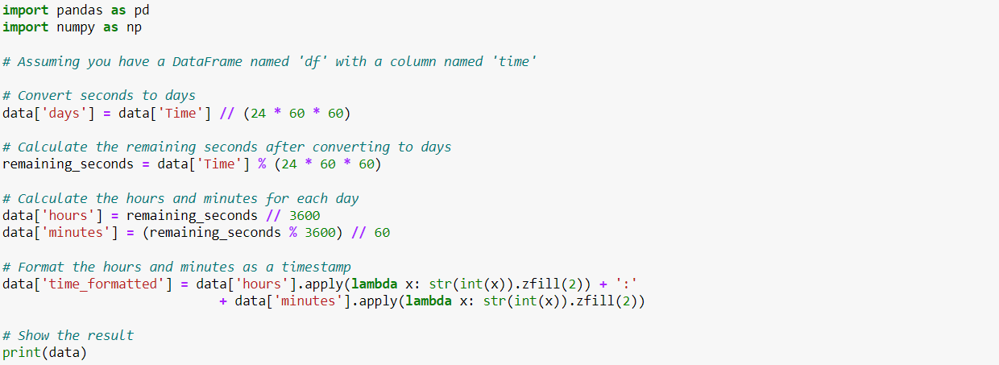 import pandas as pd
import numpy as np
# Assuming you have a DataFrame named 'df' with a column named 'time'
# Convert seconds to days
data['days'] = data['Time'] // (24 * 60 * 60)
# Calculate the remaining seconds after converting to days
remaining_seconds = data['Time'] % (24 * 60 * 60)
# Calculate the hours and minutes for each day
data['hours'] = remaining_seconds // 3600
data['minutes'] = (remaining_seconds % 3600) // 60
# Format the hours and minutes as a timestamp
data['time_formatted'] = data['hours'].apply(lambda x: str(int(x)).zfill(2)) + ':'
+ data['minutes'].apply(lambda x: str(int(x)).zfill(2))
# Show the result
print(data)